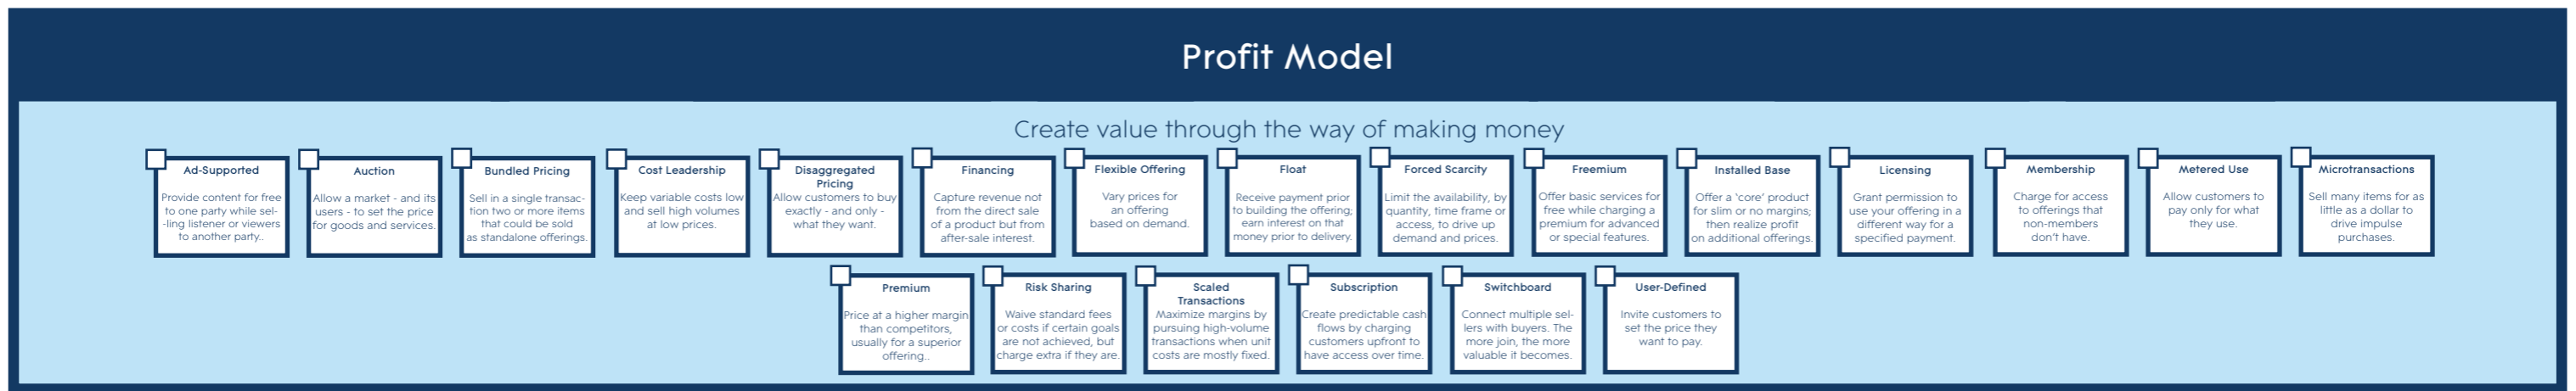 Profit Model
Create value through the way of making money
Ad-Supported
Provide content for free
to one party while sel-
-ling listener or viewers
to another party..
Auction
Allow a market - and its
users - to set the price
for goods and services.
Bundled Pricing
Sell in a single transac-
tion two or more items
that could be sold
as standalone offerings.
Cost Leadership
Keep variable costs low
and sell high volumes
at low prices.
Disaggregated
Pricing
Allow customers to buy
exactly - and only -
what they want.
Financing
Capture revenue not
from the direct sale
of a product but from
after-sale interest.
Flexible Offering
Vary prices for
an offering
based on demand.
Float
Receive payment prior
to building the offering;
earn interest on that
money prior to delivery.
Forced Scarcity
Limit the availability, by
quantity, time frame or
access, to drive up
demand and prices.
Freemium
Offer basic services for
free while charging a
premium for advanced
or special features.
Installed Base
Offer a ‘core’ product
for slim or no margins;
then realize profit
on additional offerings.
Licensing
Grant permission to
use your offering in a
different way for a
specified payment.
Membership
Charge for access
to offerings that
non-members
don’t have.
Metered Use
Allow customers to
pay only for what
they use.
Microtransactions
Sell many items for as
little as a dollar to
drive impulse
purchases.
Premium
Price at a higher margin
than competitors,
usually for a superior
offering..
Risk Sharing
Waive standard fees
or costs if certain goals
are not achieved, but
charge extra if they are.
Scaled
Transactions
Maximize margins by
pursuing high-volume
transactions when unit
costs are mostly fixed.
Subscription
Create predictable cash
flows by charging
customers upfront to
have access over time.
Switchboard
Connect multiple sel-
lers with buyers. The
more join, the more
valuable it becomes.
User-Defined
Invite customers to
set the price they
want to pay.